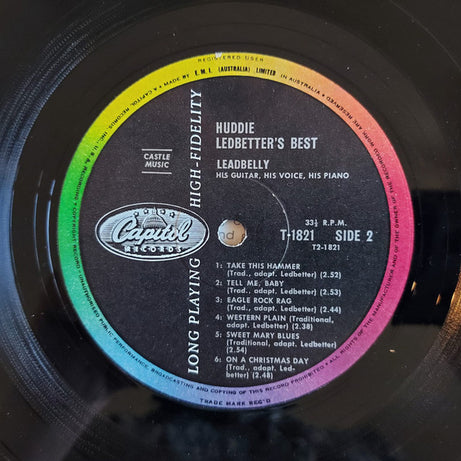 REGISTERED USER
• MADE BY E.M.I. (AUSTRALIA) LIMITED IN AUSTRALIA •
HUDDIE
LEDBETTER'S BEST
LEADBELLY
HIS GUITAR, HIS VOICE, HIS PIANO
CASTLE
MUSIC
LONG PLAYING HIGH-FIDELITY
Capitol
RECORDS
33⅓ R.P.M.
T-1821 SIDE 2
T2-1821
1: TAKE THIS HAMMER
(Trad., adapt. Ledbetter) (2.52)
2: TELL ME, BABY
(Trad., adapt. Ledbetter) (2.53)
3: EAGLE ROCK RAG
(Trad., adapt. Ledbetter) (2.44)
4: WESTERN PLAIN (Traditional,
adapt. Ledbetter) (2.38)
5: SWEET MARY BLUES
(Traditional, adapt. Ledbetter)
(2.54)
6: ON A CHRISTMAS DAY
(Trad., adapt. Led-
better) (2.48)
ALL RIGHTS OF THE MANUFACTURER AND OF THE OWNER OF THE RECORDED WORK ARE RESERVED
UNAUTHORISED PUBLIC PERFORMANCE, BROADCASTING AND COPYING OF THIS RECORD PROHIBITED •
TRADE MARK REG'D